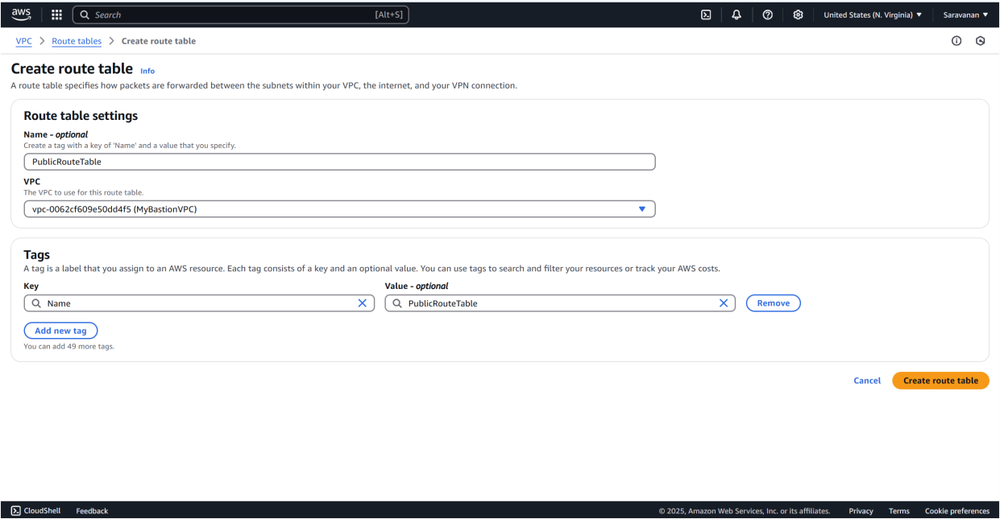 aws Search [Alt+S] United States (N. Virginia) ▼ Saravanan ▼
VPC > Route tables > Create route table
Create route table Info
A route table specifies how packets are forwarded between the subnets within your VPC, the internet, and your VPN connection.
Route table settings
Name - optional
Create a tag with a key of 'Name' and a value that you specify.
PublicRouteTable
VPC
The VPC to use for this route table.
vpc-0062cf609e50dd4f5 (MyBastionVPC)
Tags
A tag is a label that you assign to an AWS resource. Each tag consists of a key and an optional value. You can use tags to search and filter your resources or track your AWS costs.
Key Value - optional
Name PublicRouteTable Remove
Add new tag
You can add 49 more tags.
Cancel Create route table
CloudShell Feedback © 2025, Amazon Web Services, Inc. or its affiliates. Privacy Terms Cookie preferences